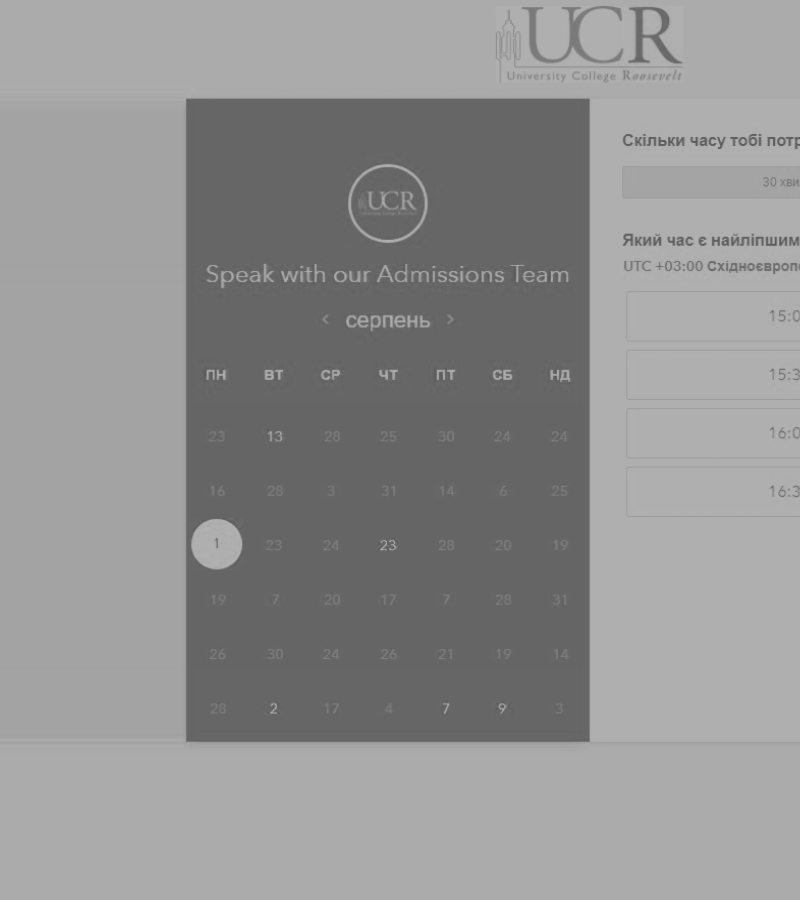 UCR
University College Roosevelt
UCR
Speak with our Admissions Team
< серпень >
ПН ВТ СР ЧТ ПТ СБ НД
23 13 28 25 30 24 24
16 28 3 31 14 6 25
1 23 24 23 28 20 19
19 7 20 17 7 28 31
26 30 24 26 21 19 14
28 2 17 4 7 9 3
Скільки часу тобі
Який час є найліпшим
UTC +03:00
15:0
15:3
16:0
16:3
30